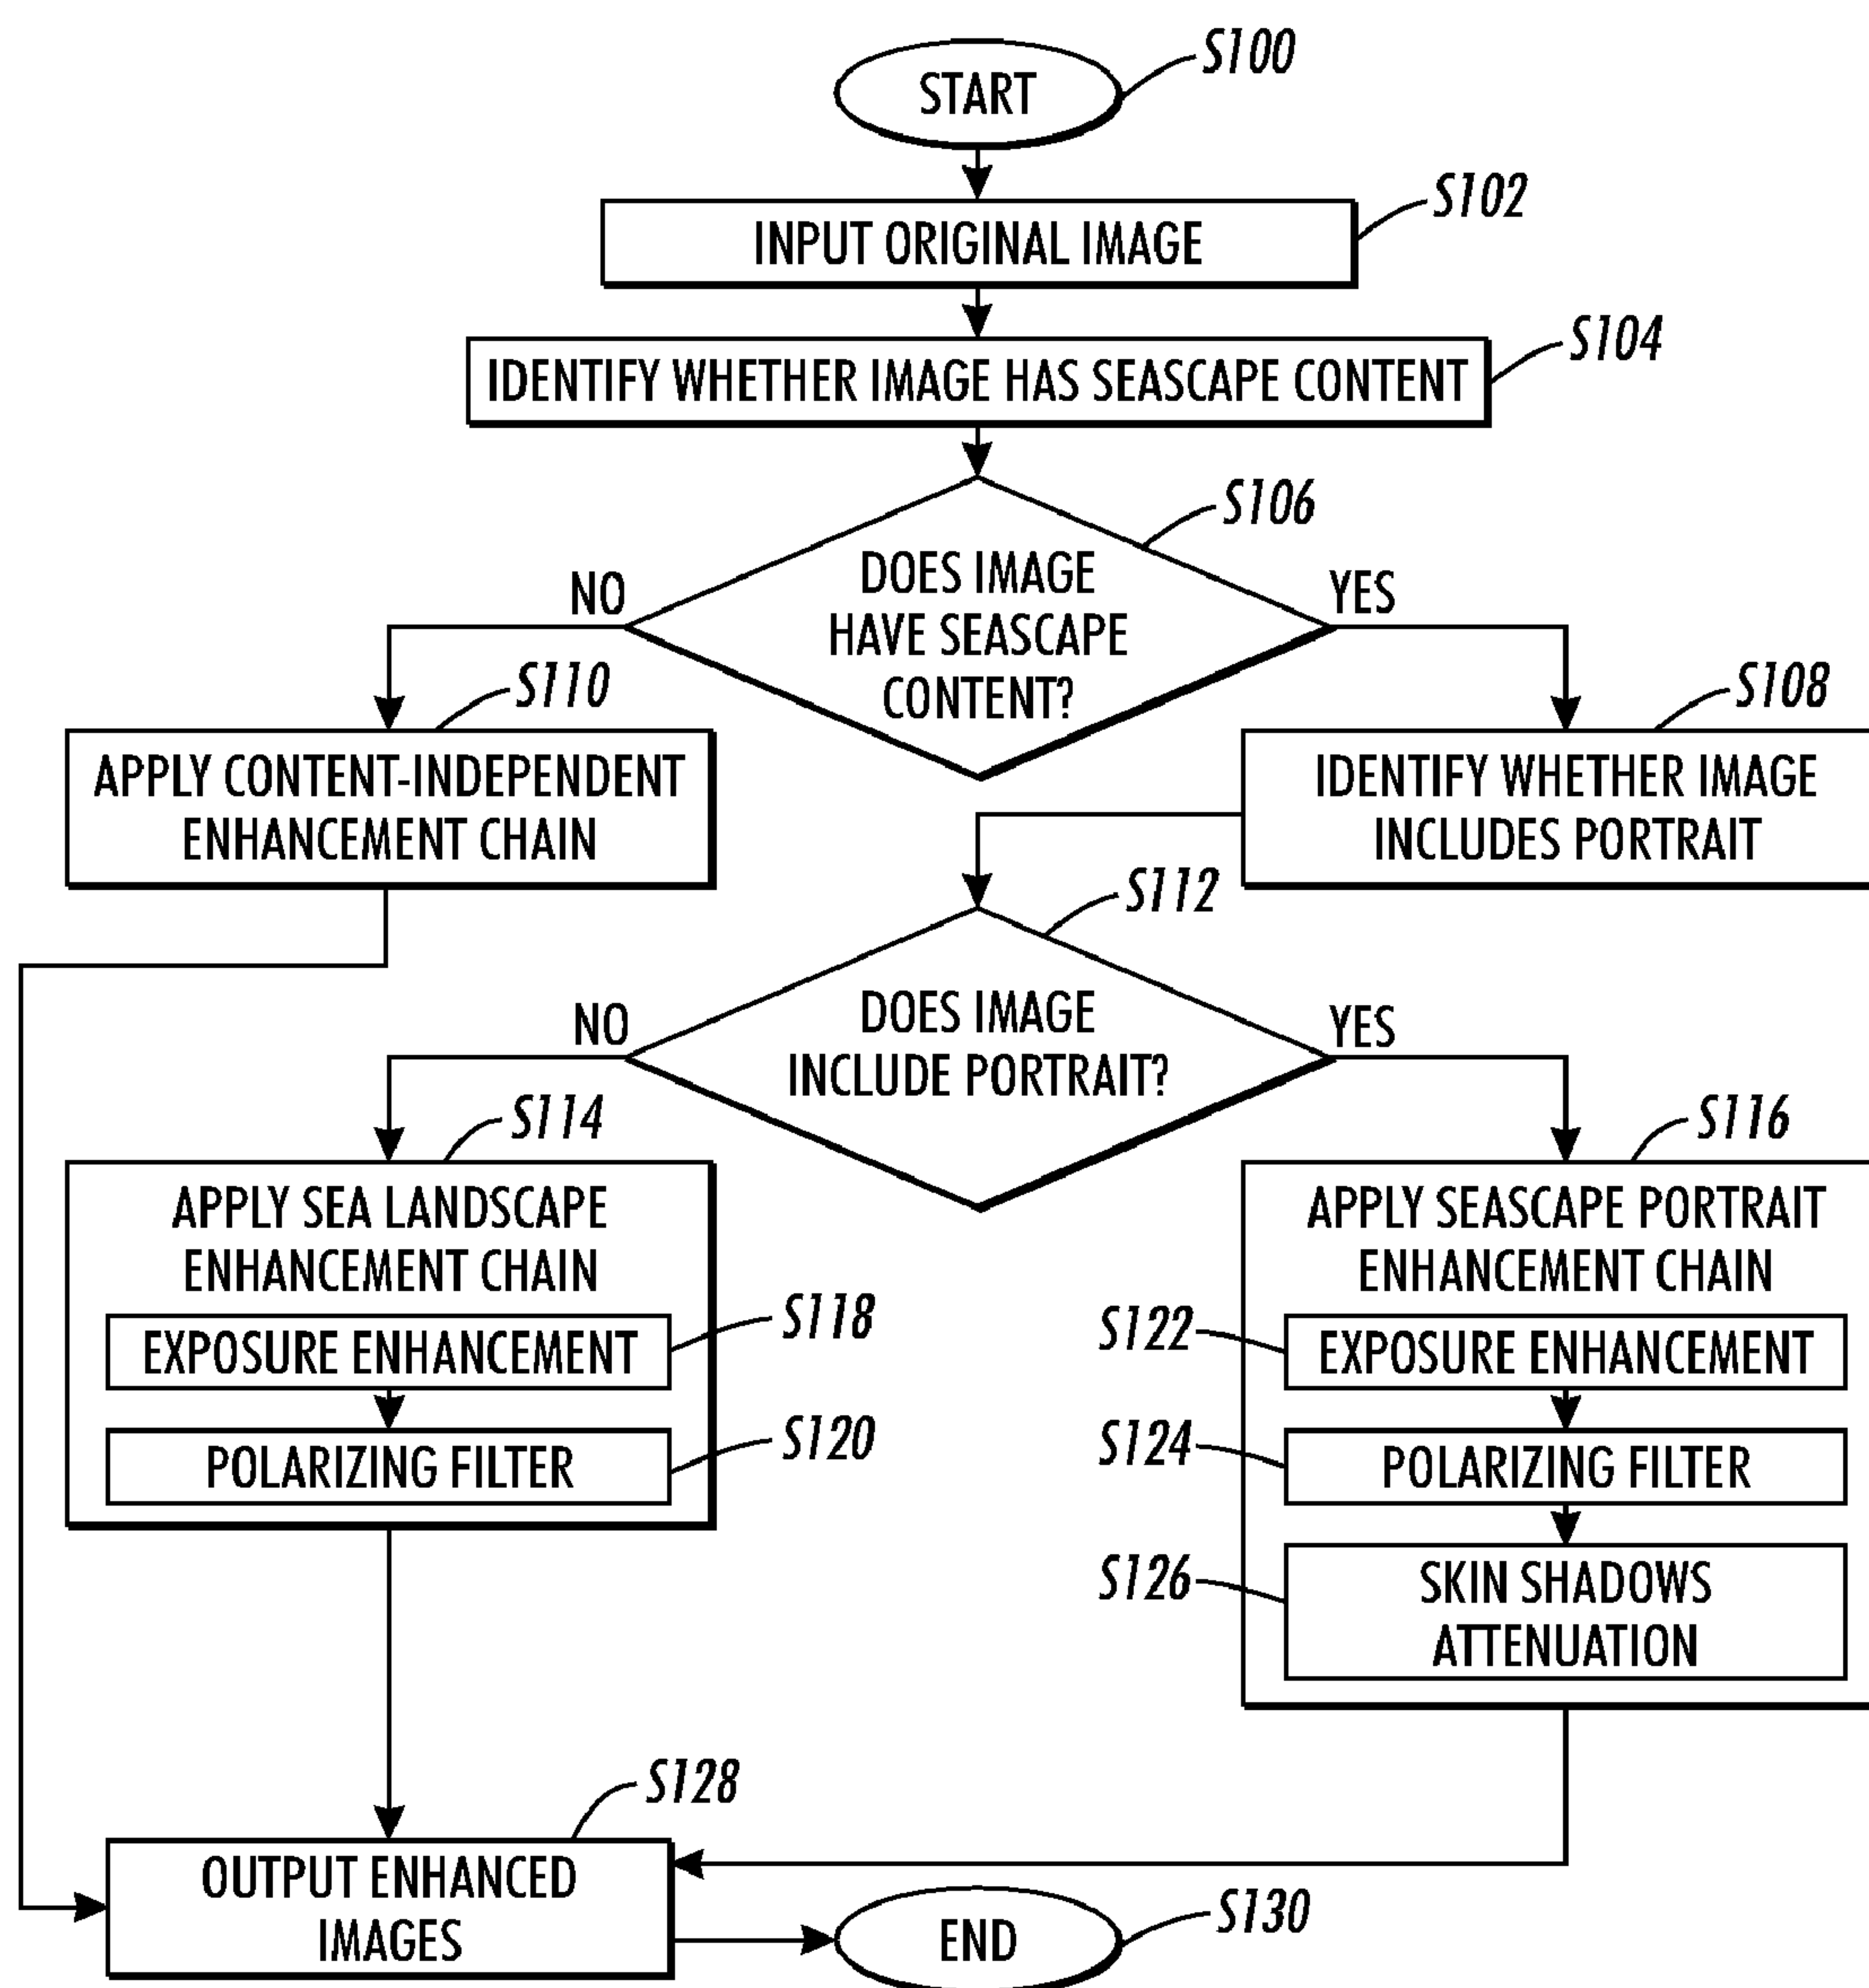 S100
START
S102
INPUT ORIGINAL IMAGE
S104
IDENTIFY WHETHER IMAGE HAS SEASCAPE CONTENT
S106
DOES IMAGE
HAVE SEASCAPE
CONTENT?
NO
YES
S110
APPLY CONTENT-INDEPENDENT
ENHANCEMENT CHAIN
S108
IDENTIFY WHETHER IMAGE
INCLUDES PORTRAIT
S112
DOES IMAGE
INCLUDE PORTRAIT?
NO
YES
S114
APPLY SEA LANDSCAPE
ENHANCEMENT CHAIN
S118
EXPOSURE ENHANCEMENT
S120
POLARIZING FILTER
S116
APPLY SEASCAPE PORTRAIT
ENHANCEMENT CHAIN
S122
EXPOSURE ENHANCEMENT
S124
POLARIZING FILTER
S126
SKIN SHADOWS
ATTENUATION
S128
OUTPUT ENHANCED
IMAGES
END
S130